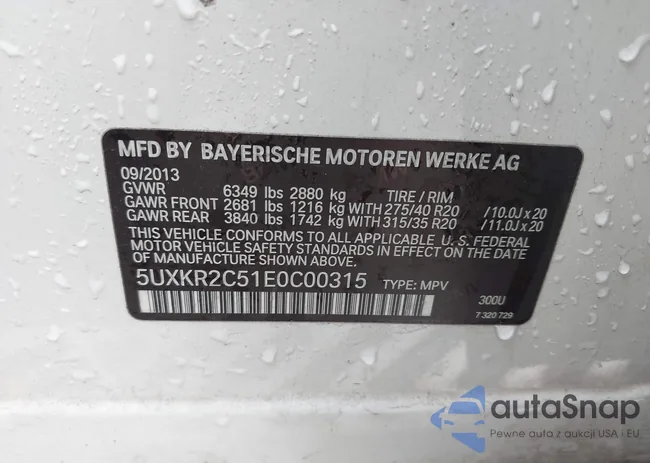 MFD BY BAYERISCHE MOTOREN WERKE AG
09/2013
GVWR 6349 lbs 2880 kg TIRE / RIM
GAWR FRONT 2681 lbs 1216 kg WITH 275/40 R20 /10.0J x 20
GAWR REAR 3840 lbs 1742 kg WITH 315/35 R20 /11.0J x 20
THIS VEHICLE CONFORMS TO ALL APPLICABLE U. S. FEDERAL
MOTOR VEHICLE SAFETY STANDARDS IN EFFECT ON THE DATE
OF MANUFACTURE SHOWN ABOVE.
5UXKR2C51E0C00315 TYPE: MPV
300U
7 320 729
autaSnap
Pewne auta z aukcji USA i EU